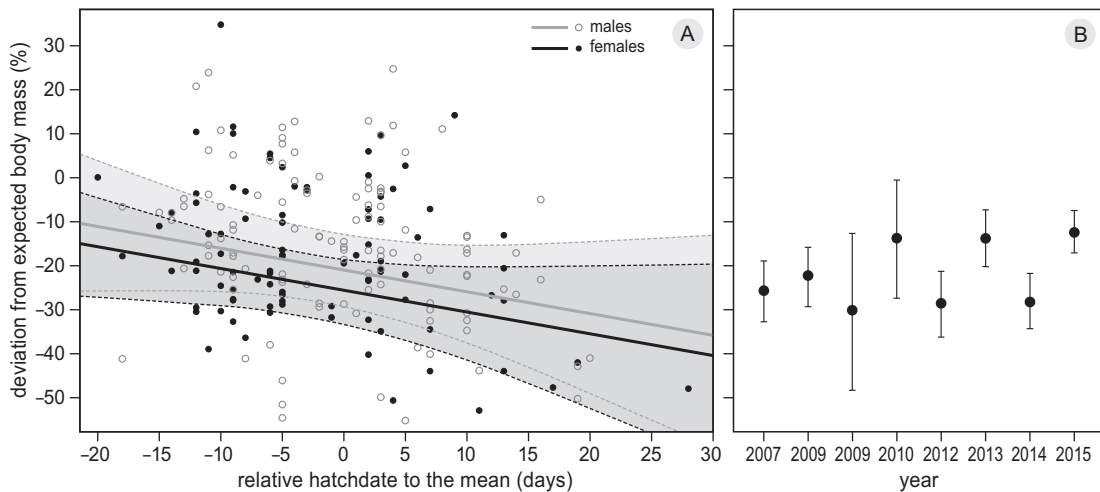 deviation from expected body mass (%)
30
20
10
0
−10
−20
−30
−40
−50
males
females
A
−20 −15 −10 −5 0 5 10 15 20 25 30
relative hatchdate to the mean (days)
B
2007 2009 2009 2010 2012 2013 2014 2015
year